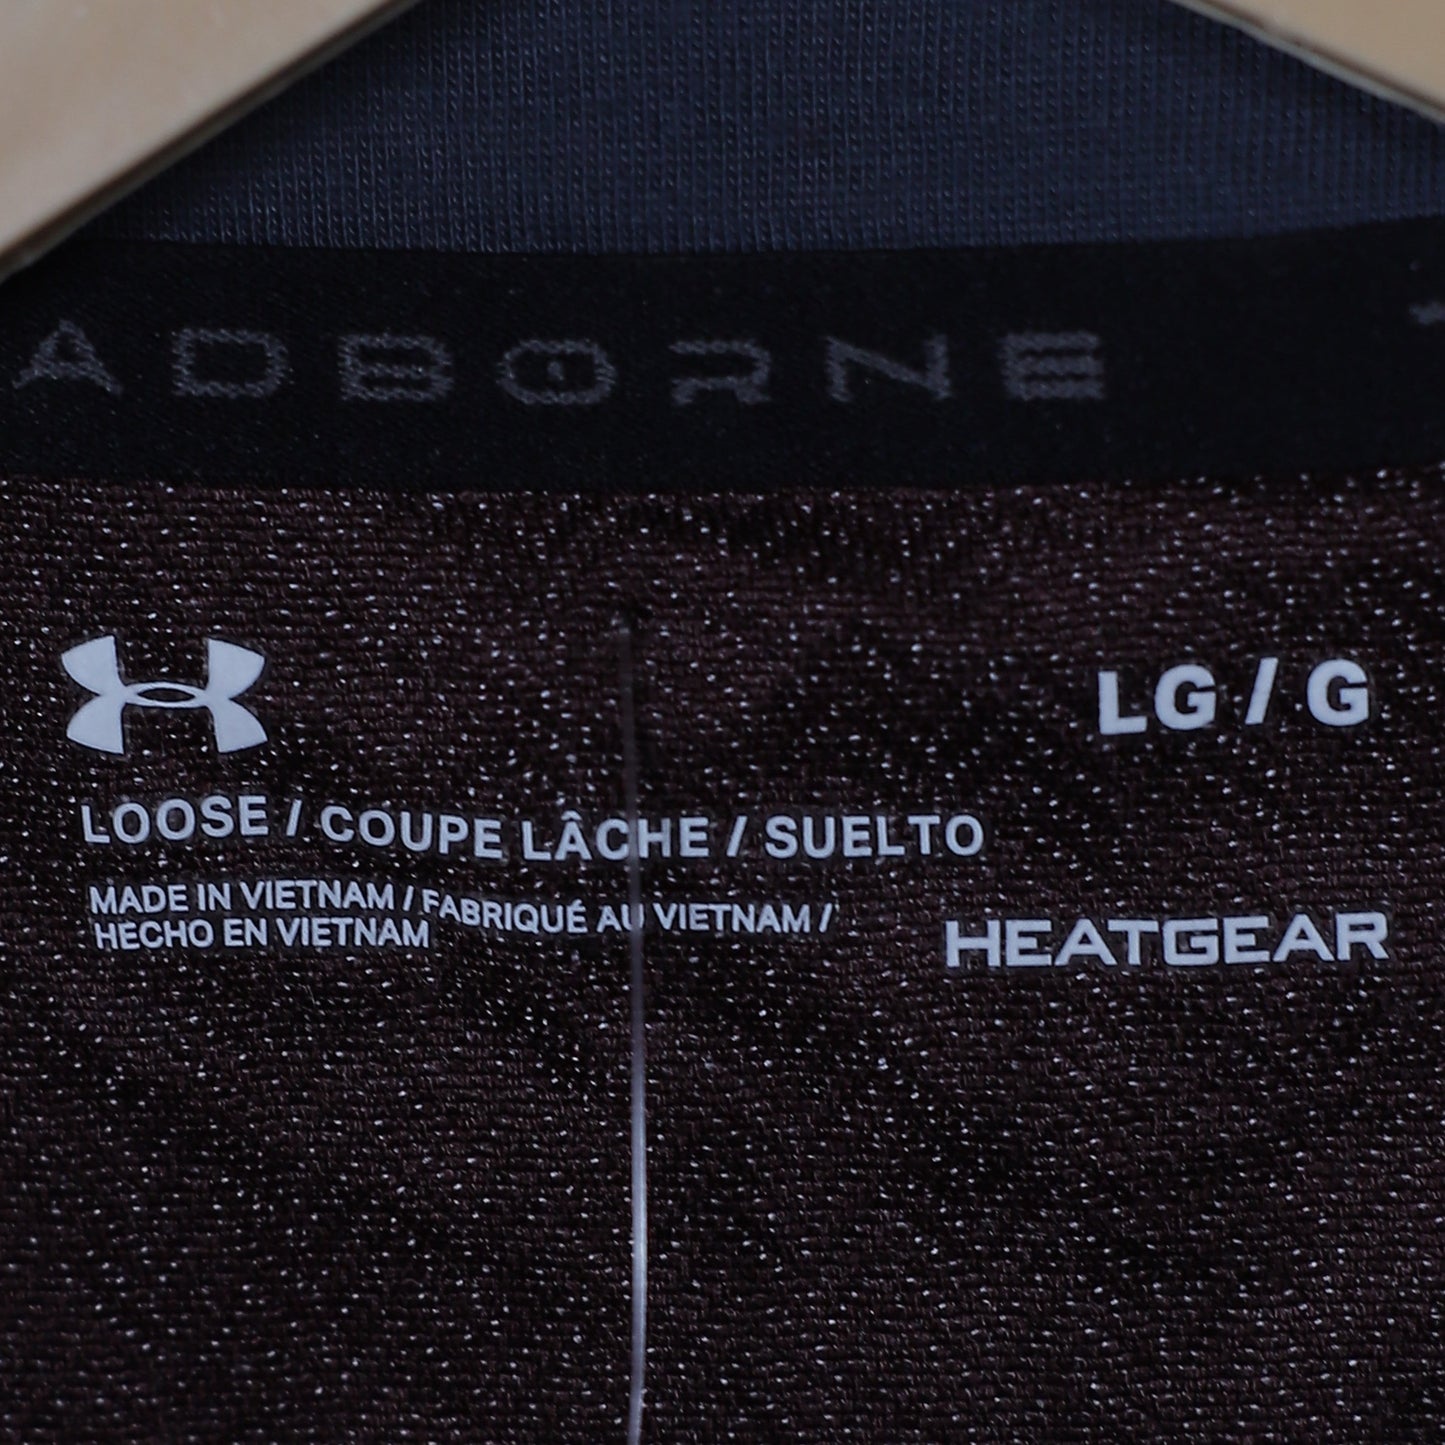 ADBORNE
LG / G
LOOSE / COUPE LÂCHE / SUELTO
MADE IN VIETNAM / FABRIQUÉ AU VIETNAM /
HECHO EN VIETNAM
HEATGEAR